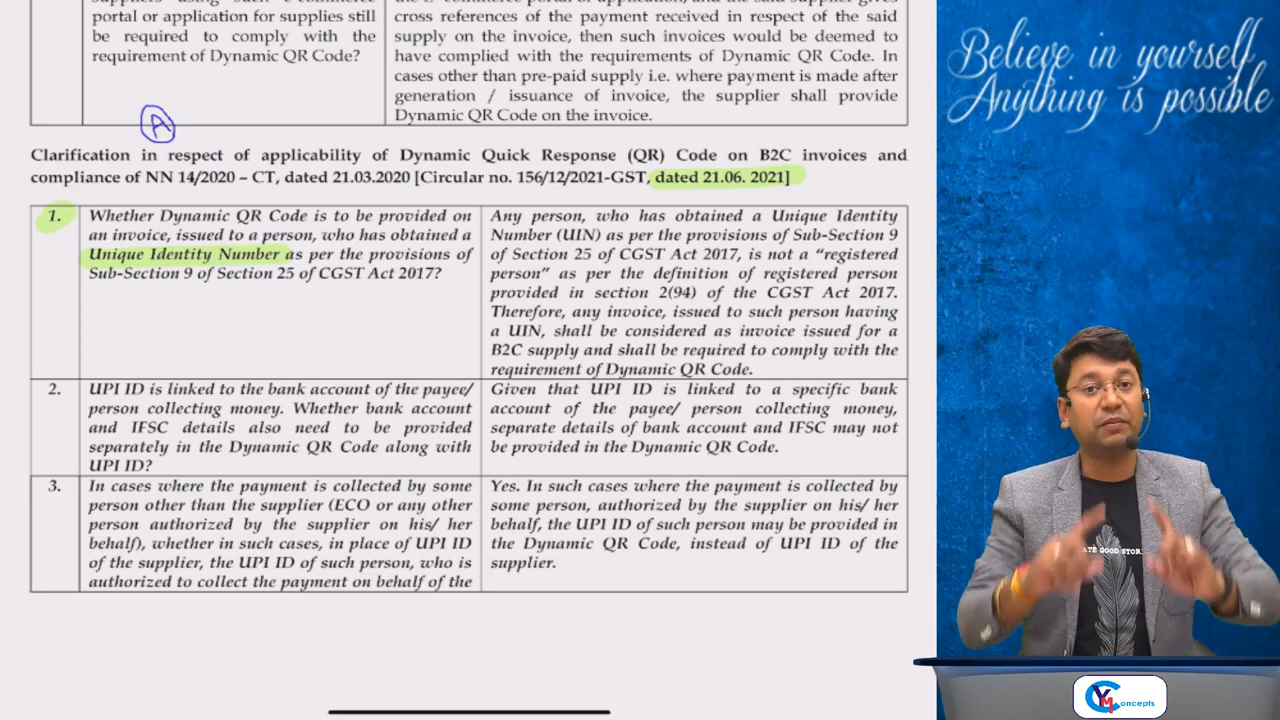 suppliers using such e-commerce
portal or application for supplies still
be required to comply with the
requirement of Dynamic QR Code?
the E-commerce portal or application, and the said supplier gives
cross references of the payment received in respect of the said
supply on the invoice, then such invoices would be deemed to
have complied with the requirements of Dynamic QR Code. In
cases other than pre-paid supply i.e. where payment is made after
generation / issuance of invoice, the supplier shall provide
Dynamic QR Code on the invoice.
A
Clarification in respect of applicability of Dynamic Quick Response (QR) Code on B2C invoices and
compliance of NN 14/2020 – CT, dated 21.03.2020 [Circular no. 156/12/2021-GST, dated 21.06. 2021]
1.
Whether Dynamic QR Code is to be provided on
an invoice, issued to a person, who has obtained a
Unique Identity Number as per the provisions of
Sub-Section 9 of Section 25 of CGST Act 2017?
Any person, who has obtained a Unique Identity
Number (UIN) as per the provisions of Sub-Section 9
of Section 25 of CGST Act 2017, is not a “registered
person” as per the definition of registered person
provided in section 2(94) of the CGST Act 2017.
Therefore, any invoice, issued to such person having
a UIN, shall be considered as invoice issued for a
B2C supply and shall be required to comply with the
requirement of Dynamic QR Code.
2.
UPI ID is linked to the bank account of the payee/
person collecting money. Whether bank account
and IFSC details also need to be provided
separately in the Dynamic QR Code along with
UPI ID?
Given that UPI ID is linked to a specific bank
account of the payee/ person collecting money,
separate details of bank account and IFSC may not
be provided in the Dynamic QR Code.
3.
In cases where the payment is collected by some
person other than the supplier (ECO or any other
person authorized by the supplier on his/ her
behalf), whether in such cases, in place of UPI ID
of the supplier, the UPI ID of such person, who is
authorized to collect the payment on behalf of the
Yes. In such cases where the payment is collected by
some person, authorized by the supplier on his/ her
behalf, the UPI ID of such person may be provided in
the Dynamic QR Code, instead of UPI ID of the
supplier.
Believe in yourself
Anything is possible
GOOD STOR
YM Concepts